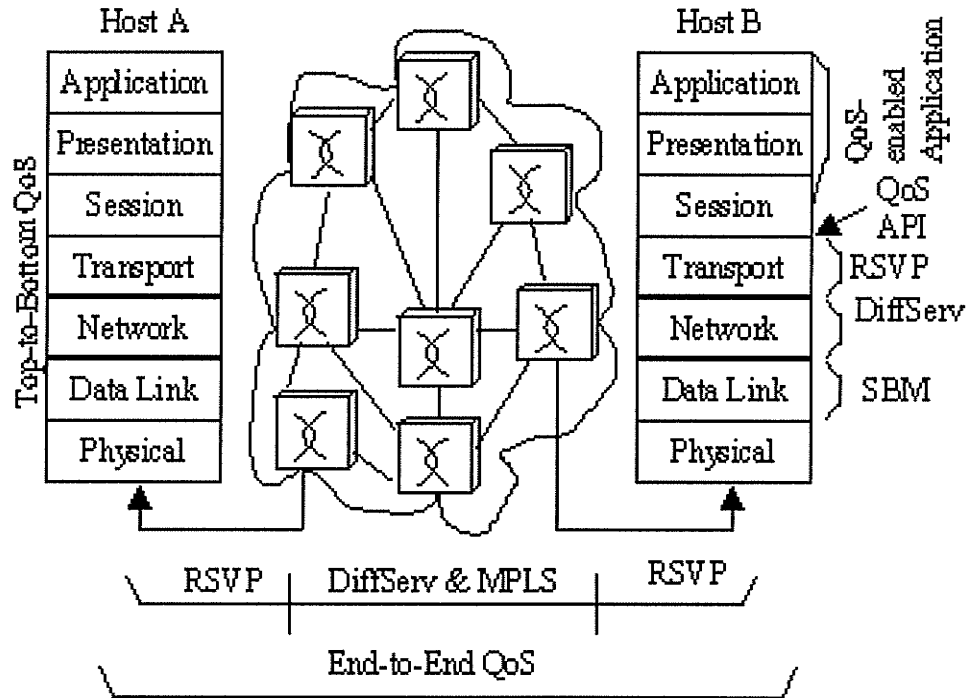 Host A
Host B
Application
Presentation
Session
Transport
Network
Data Link
Physical
Top-to-Bottom QoS
Application
Presentation
Session
Transport
Network
Data Link
Physical
QoS-
enabled
Application
QoS
API
RSVP
DiffServ
SBM
RSVP
DiffServ & MPLS
RSVP
End-to-End QoS